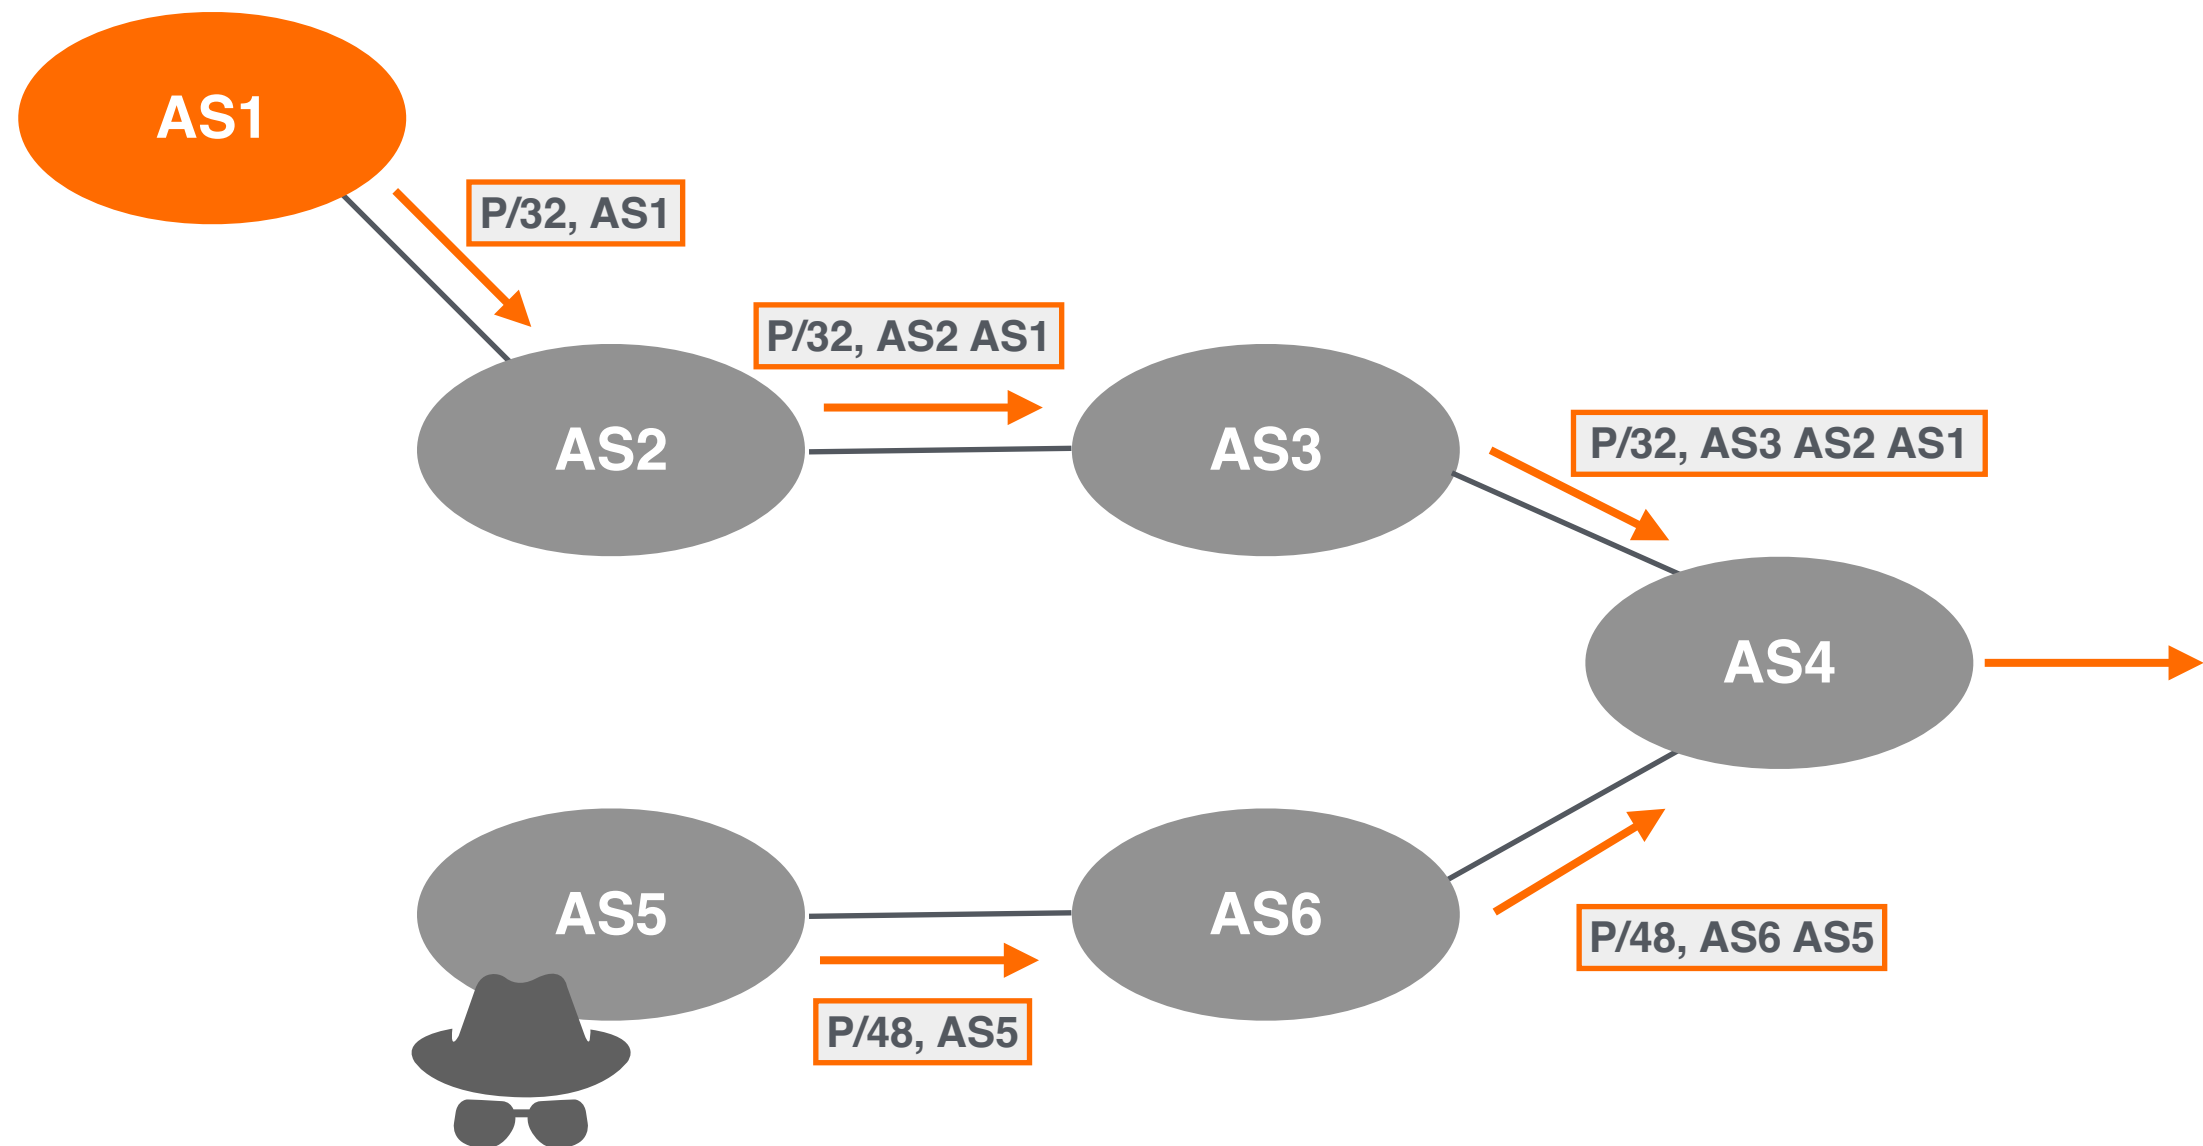 AS1
P/32, AS1
P/32, AS2 AS1
AS2
AS3
P/32, AS3 AS2 AS1
AS4
AS5
AS6
P/48, AS6 AS5
P/48, AS5